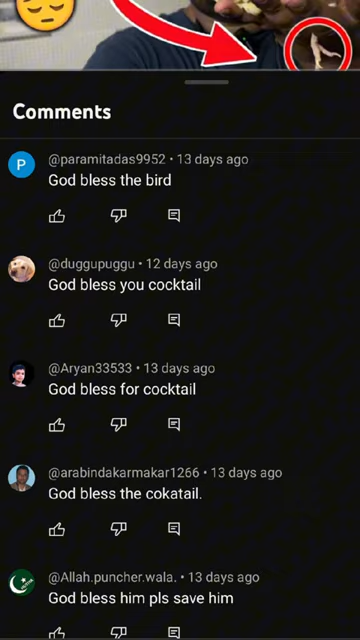 Comments
P
@paramitadas9952 • 13 days ago
God bless the bird
@duggupuggu • 12 days ago
God bless you cocktail
@Aryan33533 • 13 days ago
God bless for cocktail
@arabindakarmakar1266 • 13 days ago
God bless the cokatail.
@Allah.puncher.wala. • 13 days ago
God bless him pls save him